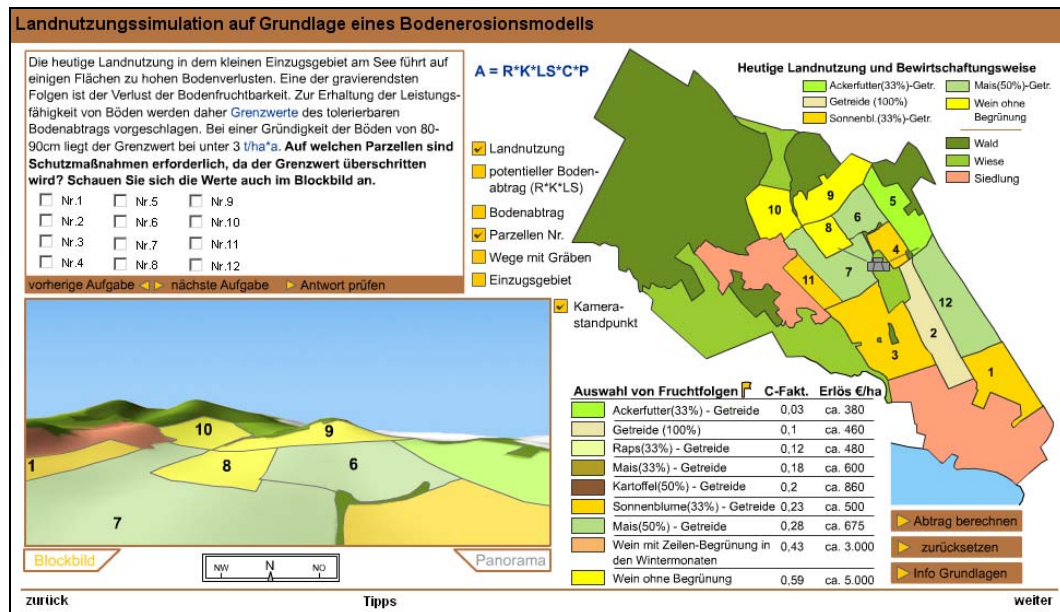 Landnutzungssimulation auf Grundlage eines Bodenerosionsmodells
Die heutige Landnutzung in dem kleinen Einzugsgebiet am See führt auf
einigen Flächen zu hohen Bodenverlusten. Eine der gravierendsten
Folgen ist der Verlust der Bodenfruchtbarkeit. Zur Erhaltung der Leistungs-
fähigkeit von Böden werden daher Grenzwerte des tolerierbaren
Bodenabtrags vorgeschlagen. Bei einer Gründigkeit der Böden von 80-
90cm liegt der Grenzwert bei unter 3 t/ha*a. Auf welchen Parzellen sind
Schutzmaßnahmen erforderlich, da der Grenzwert überschritten
wird? Schauen Sie sich die Werte auch im Blockbild an.
Nr.1 Nr.5 Nr.9
Nr.2 Nr.6 Nr.10
Nr.3 Nr.7 Nr.11
Nr.4 Nr.8 Nr.12
vorherige Aufgabe nächste Aufgabe Antwort prüfen
A = R*K*LS*C*P
Landnutzung
potentieller Boden-
abtrag (R*K*LS)
Bodenabtrag
Parzellen Nr.
Wege mit Gräben
Einzugsgebiet
Kamera-
standpunkt
Heutige Landnutzung und Bewirtschaftungsweise
Ackerfutter(33%)-Getr.
Getreide (100%)
Sonnenbl.(33%)-Getr.
Mais(50%)-Getr.
Wein ohne
Begrünung
Wald
Wiese
Siedlung
10
9
5
6
8
4
7
11
12
2
3
1
10
9
1
8
6
7
Blockbild
Panorama
NW N NO
Auswahl von Fruchtfolgen C-Fakt. Erlös €/ha
Ackerfutter(33%) - Getreide 0,03 ca. 380
Getreide (100%) 0,1 ca. 460
Raps(33%) - Getreide 0,12 ca. 480
Mais(33%) - Getreide 0,18 ca. 600
Kartoffel(50%) - Getreide 0,2 ca. 860
Sonnenblume(33%) - Getreide 0,23 ca. 500
Mais(50%) - Getreide 0,28 ca. 675
Wein mit Zeilen-Begrünung in 0,43 ca. 3.000
den Wintermonaten
Wein ohne Begrünung 0,59 ca. 5.000
Abtrag berechnen
zurücksetzen
Info Grundlagen
zurück
Tipps
weiter